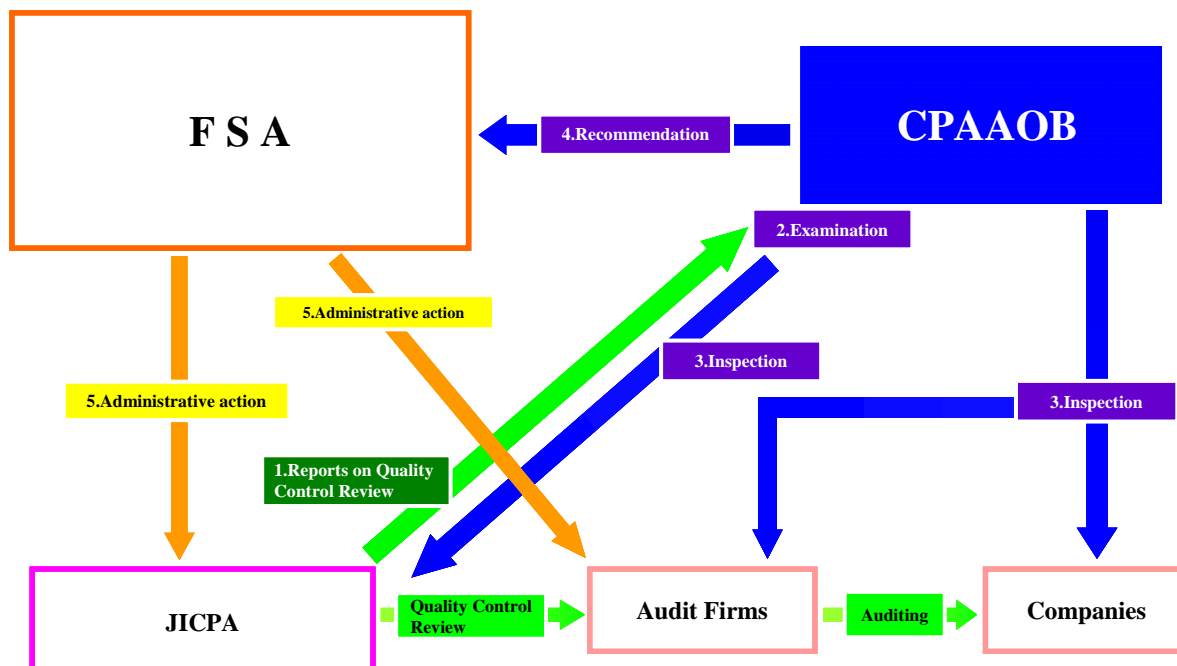 F S A
4.Recommendation
CPAAOB
2.Examination
5.Administrative action
3.Inspection
5.Administrative action
3.Inspection
1.Reports on Quality
Control Review
JICPA
Quality Control
Review
Audit Firms
Auditing
Companies